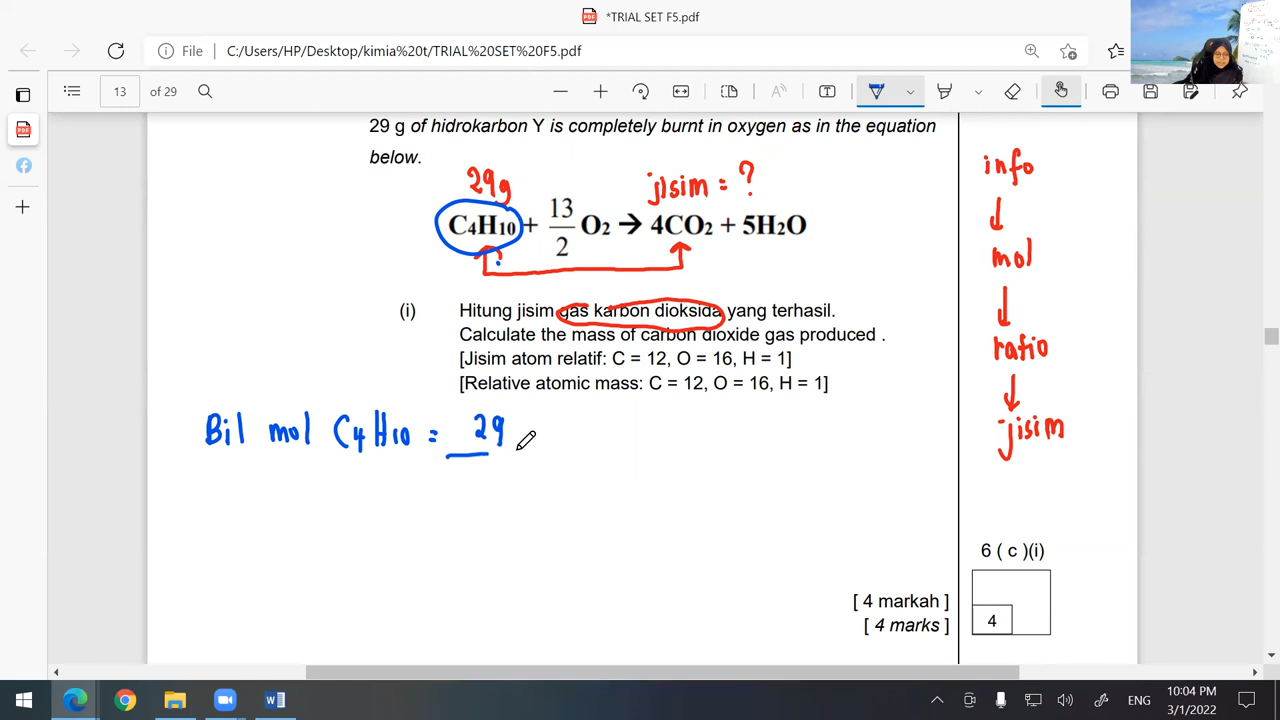 *TRIAL SET F5.pdf
File C:/Users/HP/Desktop/kimia%20t/TRIAL%20SET%20F5.pdf
13 of 29
29 g of hidrokarbon Y is completely burnt in oxygen as in the equation
below.
29g jisim = ?
C4H10 + 13/2 O2 → 4CO2 + 5H2O
?
(i) Hitung jisim gas karbon dioksida yang terhasil.
Calculate the mass of carbon dioxide gas produced .
[Jisim atom relatif: C = 12, O = 16, H = 1]
[Relative atomic mass: C = 12, O = 16, H = 1]
Bil mol C4H10 = 29
info
↓
mol
↓
ratio
↓
jisim
6 ( c )(i)
4
[ 4 markah ]
[ 4 marks ]
ENG
10:04 PM
3/1/2022